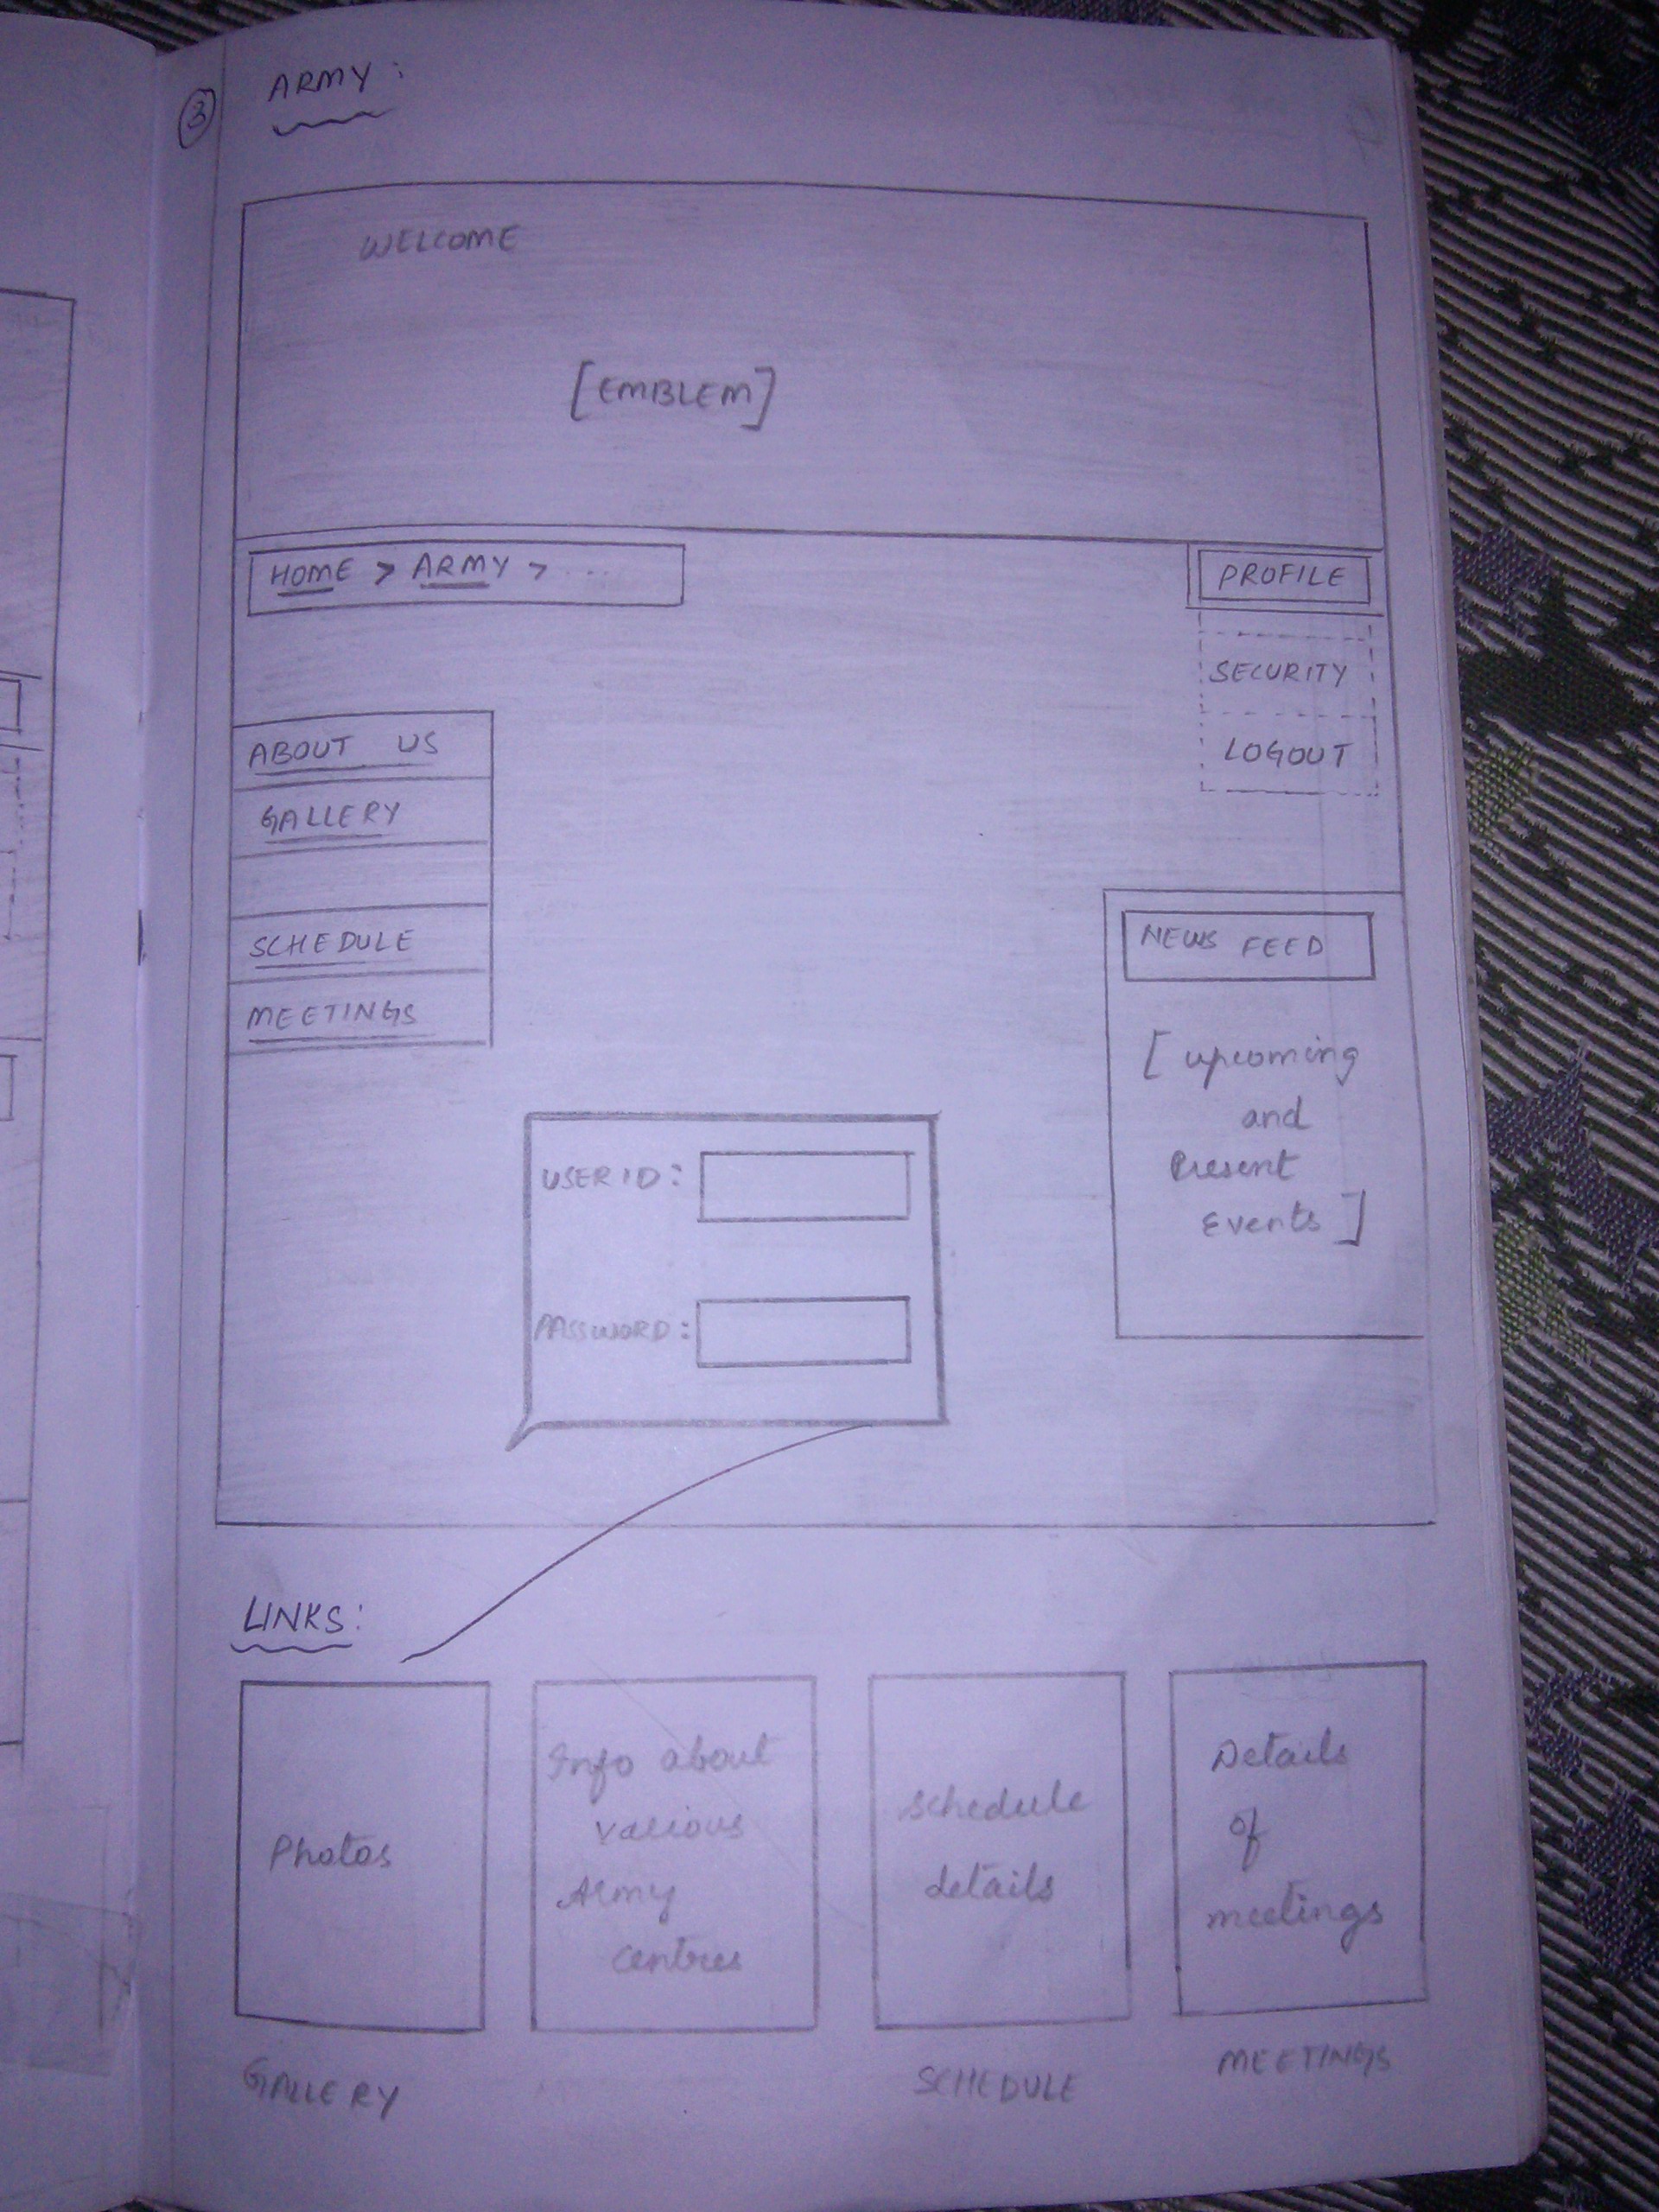 3 ARMY :
WELCOME
[EMBLEM]
HOME > ARMY > ...
PROFILE
SECURITY
LOGOUT
ABOUT US
GALLERY
SCHEDULE
MEETINGS
NEWS FEED
[ upcoming
and
Present
Events ]
USER ID :
PASSWORD :
LINKS :
Photos
Info about
various
Army
centres
Schedule
details
Details
of
meetings
GALLERY
SCHEDULE
MEETINGS